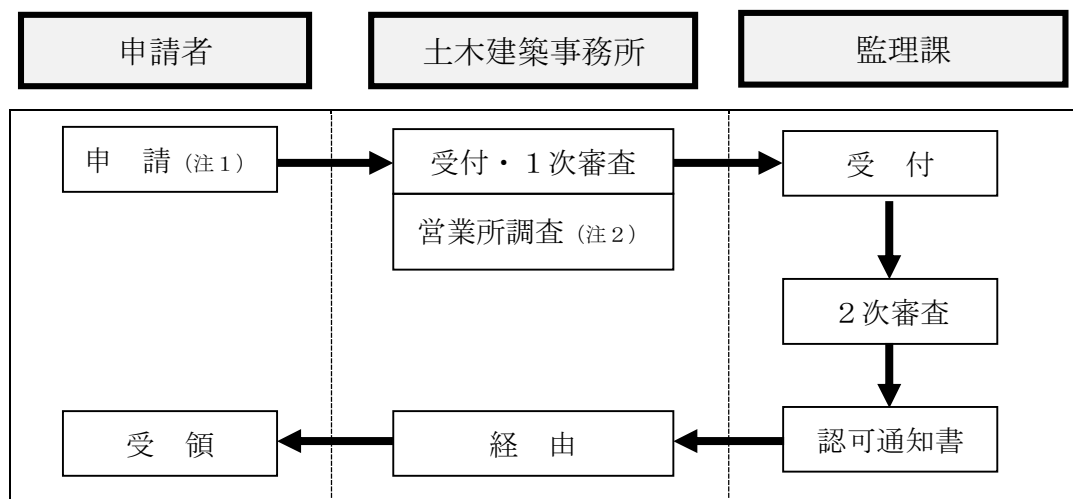 申請者
土木建築事務所
監理課
申　請（注１）
受付・１次審査
受　付
営業所調査（注２）
２次審査
受　領
経　由
認可通知書